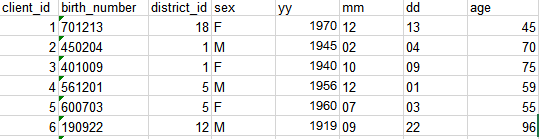 client_id birth_number district_id sex yy mm dd age
1 701213 18 F 1970 12 13 45
2 450204 1 M 1945 02 04 70
3 401009 1 F 1940 10 09 75
4 561201 5 M 1956 12 01 59
5 600703 5 F 1960 07 03 55
6 190922 12 M 1919 09 22 96